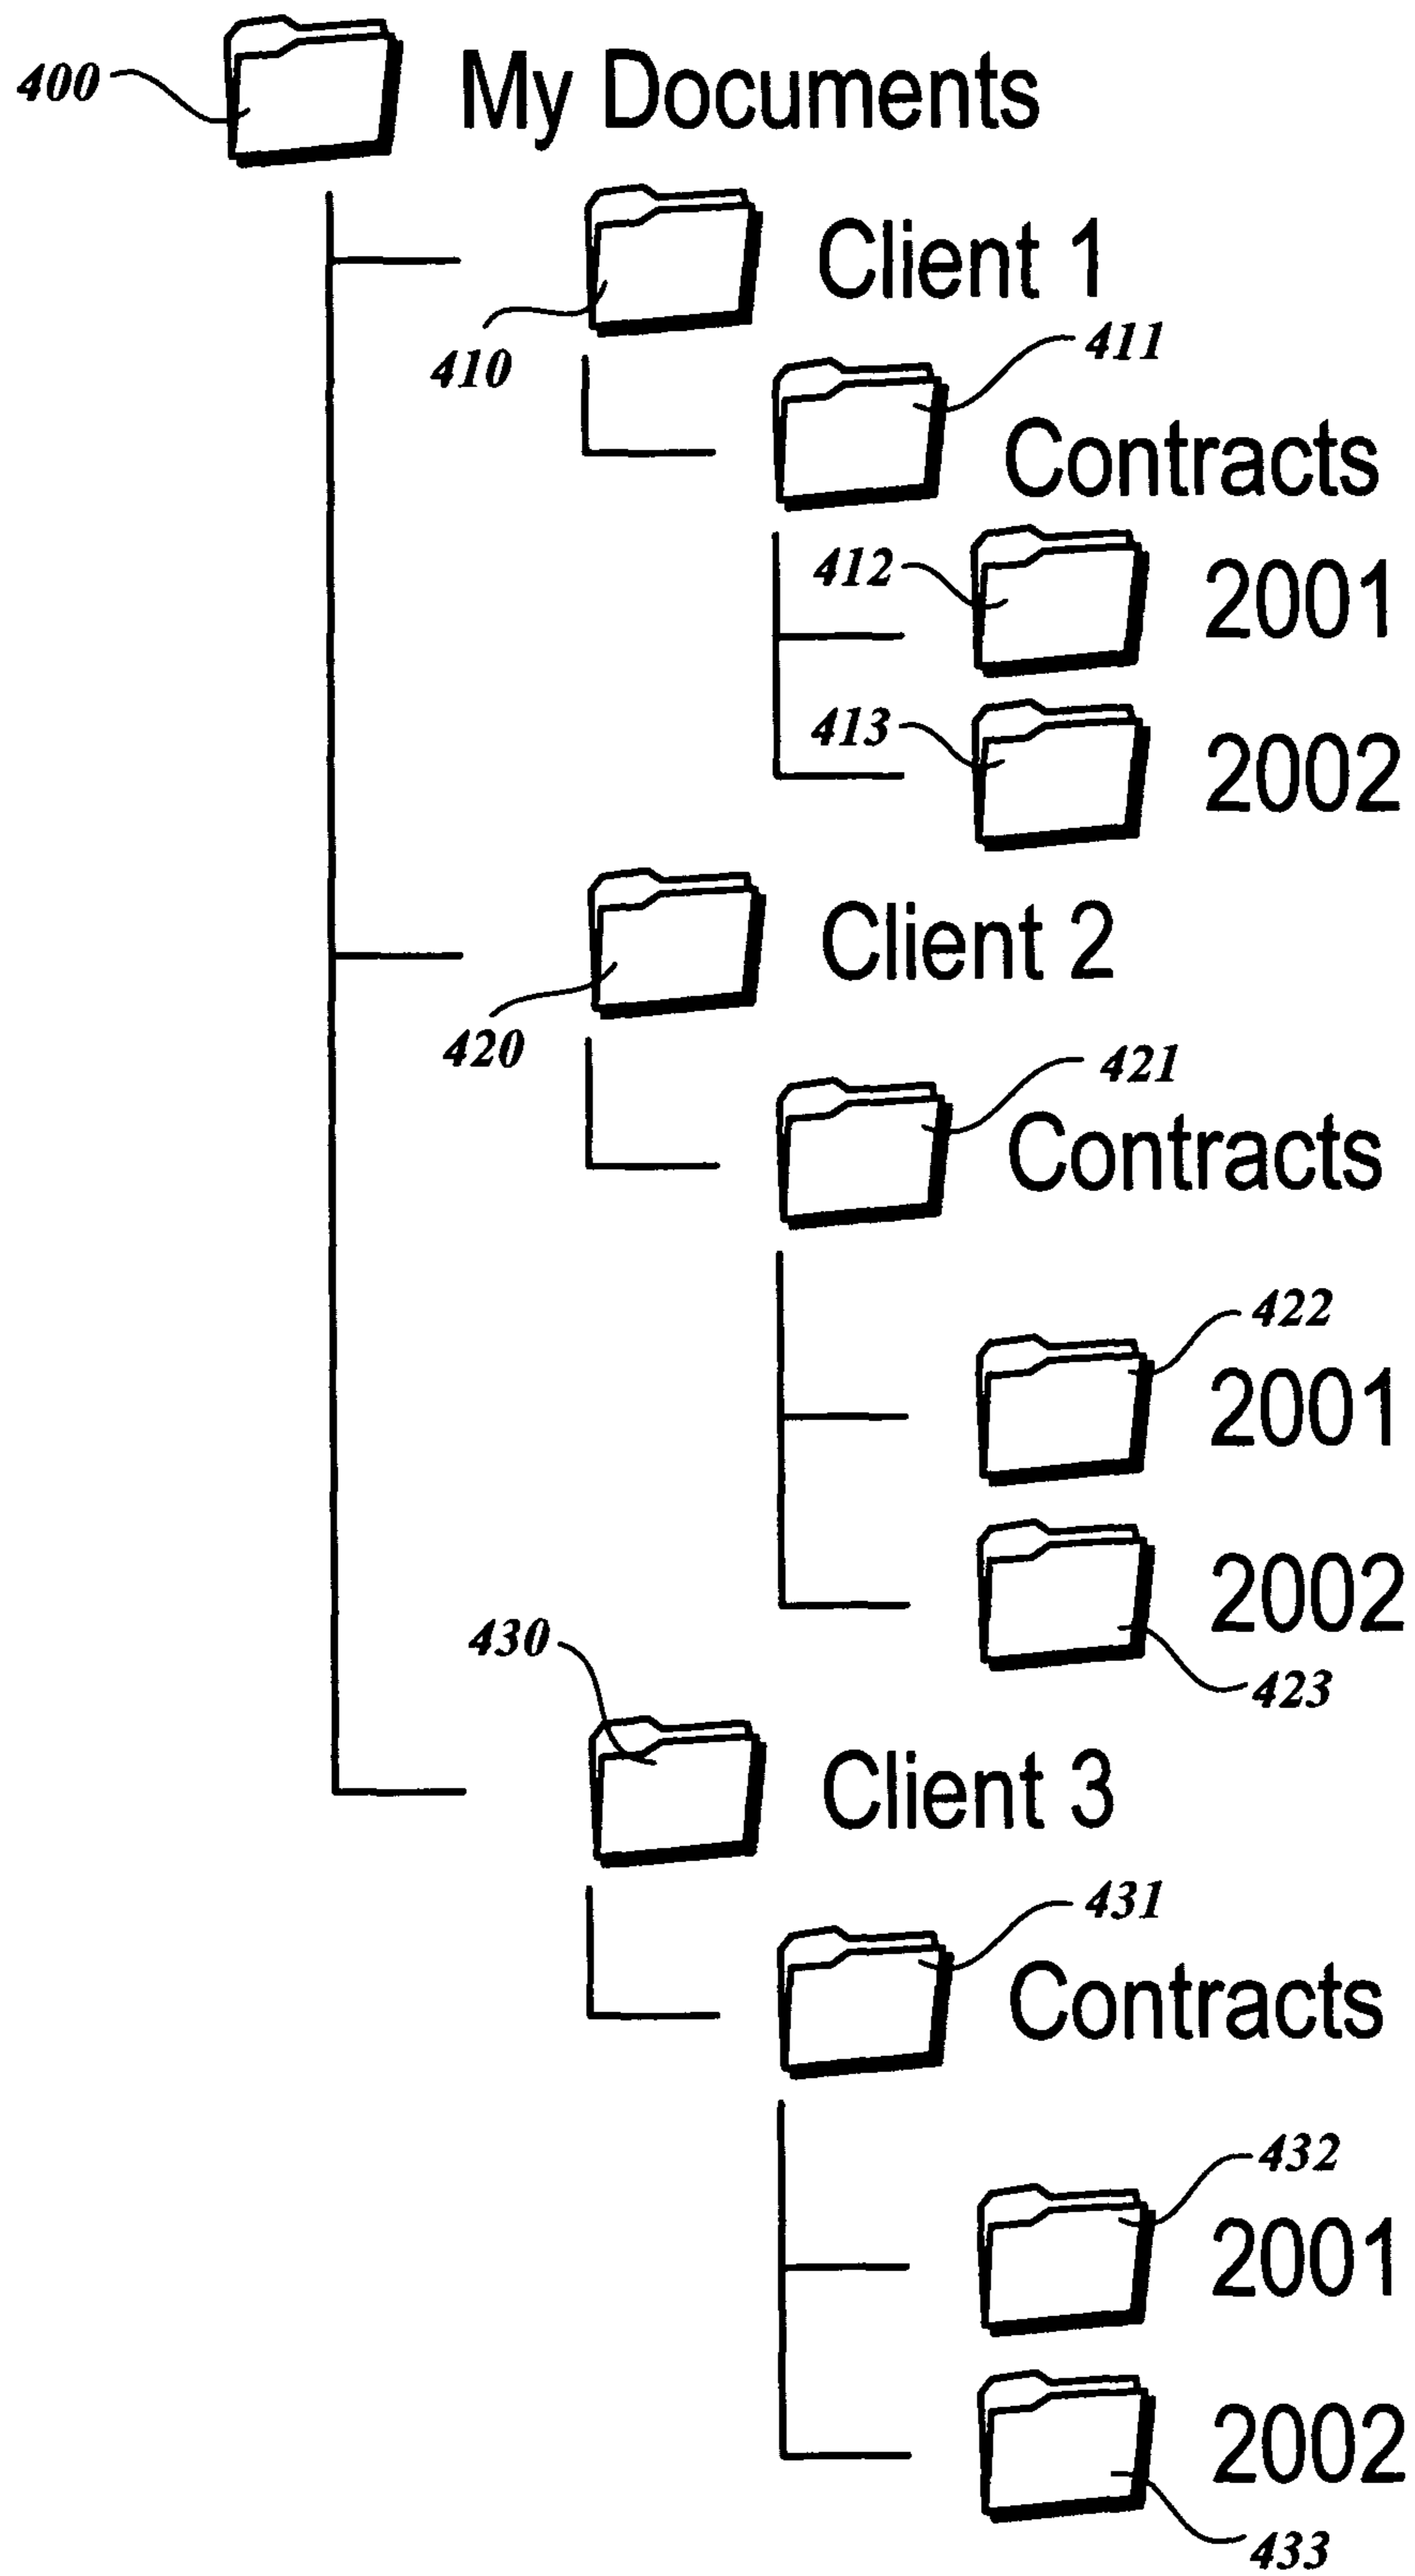 400 My Documents
Client 1
410
411
Contracts
412 2001
413 2002
Client 2
420
421
Contracts
422
2001
2002
423
430
Client 3
431
Contracts
432
2001
2002
433